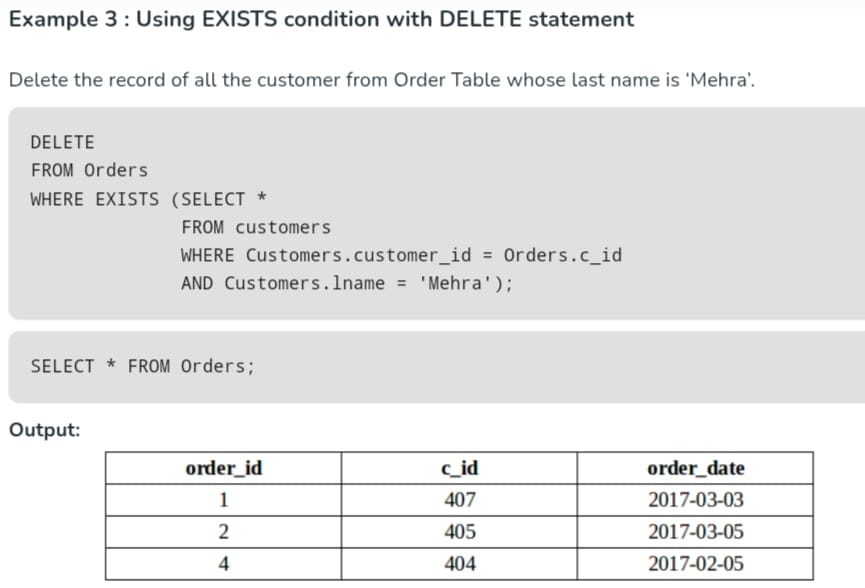 Example 3 : Using EXISTS condition with DELETE statement
Delete the record of all the customer from Order Table whose last name is ‘Mehra’.
DELETE
FROM Orders
WHERE EXISTS (SELECT *
FROM customers
WHERE Customers.customer_id = Orders.c_id
AND Customers.lname = 'Mehra');
SELECT * FROM Orders;
Output:
order_id c_id order_date
1 407 2017-03-03
2 405 2017-03-05
4 404 2017-02-05